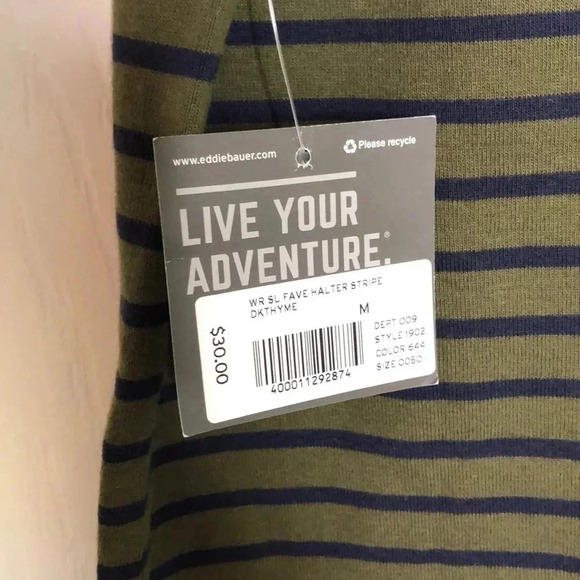 www.eddiebauer.com
Please recycle
LIVE YOUR
ADVENTURE.®
WR SL FAVE HALTER STRIPE
DKTHYME
M
$30.00
400011292874
DEPT 009
STYLE 1902
COLOR 644
SIZE 0050